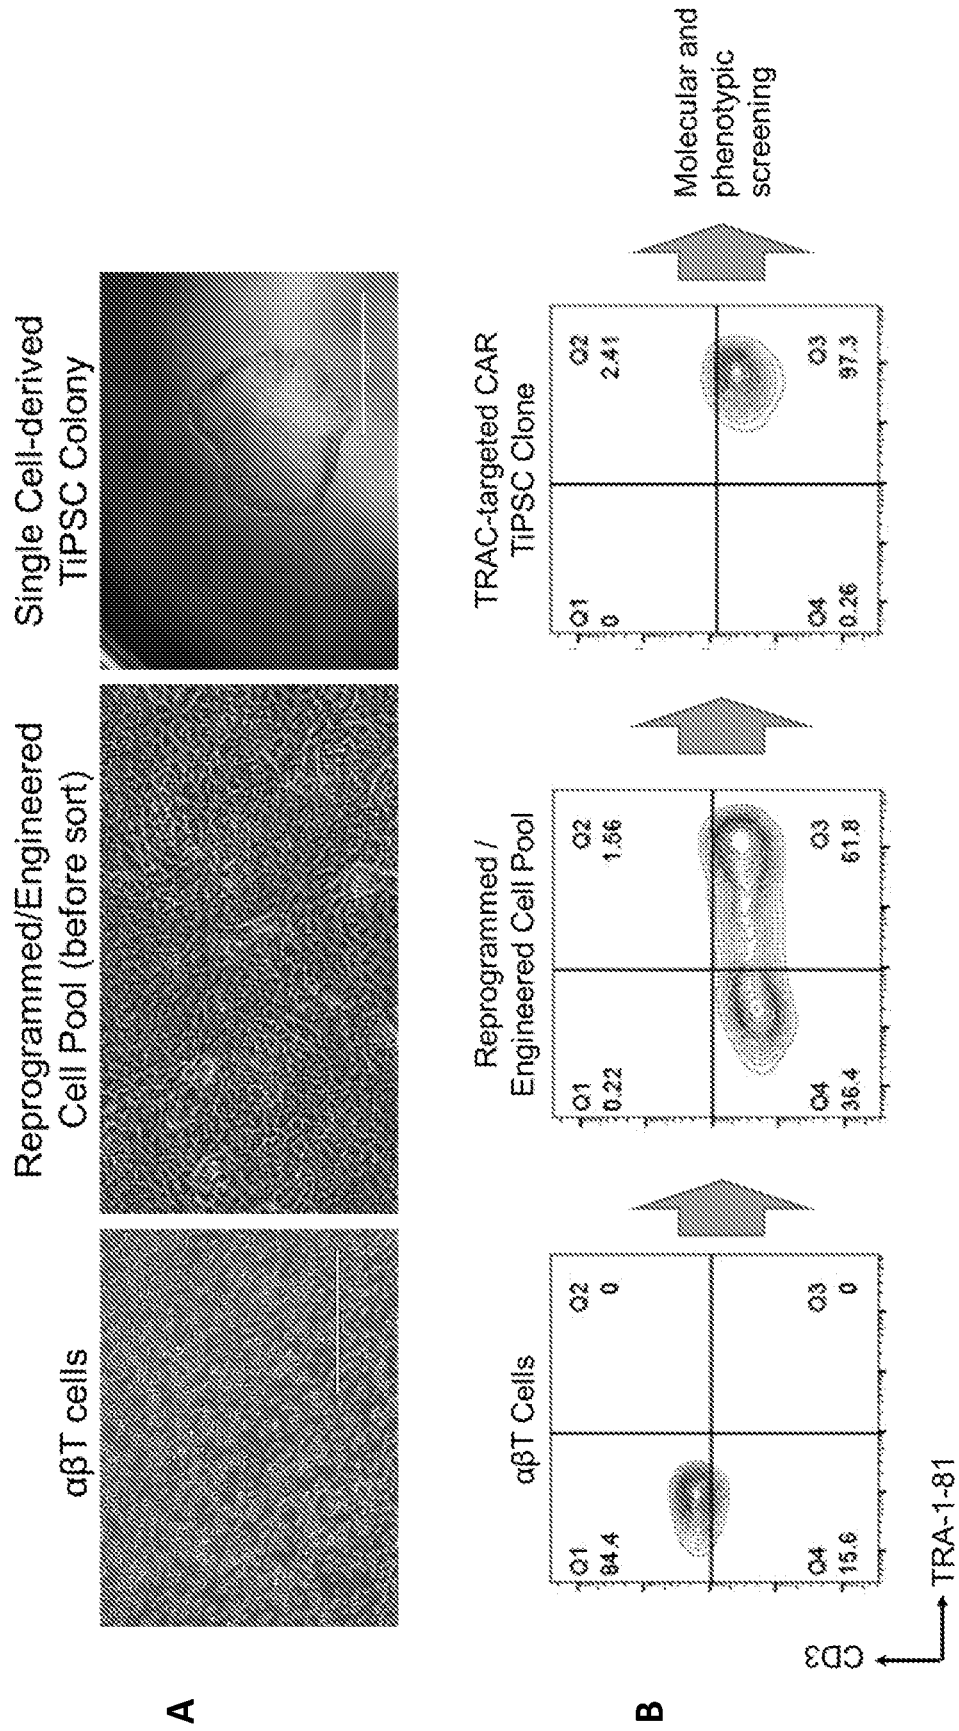 A
αβT cells
Reprogrammed/Engineered
Cell Pool (before sort)
Single Cell-derived
TiPSC Colony
B
αβT Cells
Q1
84.4
Q2
0
Q4
15.6
Q3
0
Reprogrammed /
Engineered Cell Pool
Q1
0.22
Q2
1.56
Q4
36.4
Q3
61.8
TRAC-targeted CAR
TiPSC Clone
Q1
0
Q2
2.41
Q4
0.26
Q3
97.3
Molecular and
phenotypic
screening
CD3
TRA-1-81